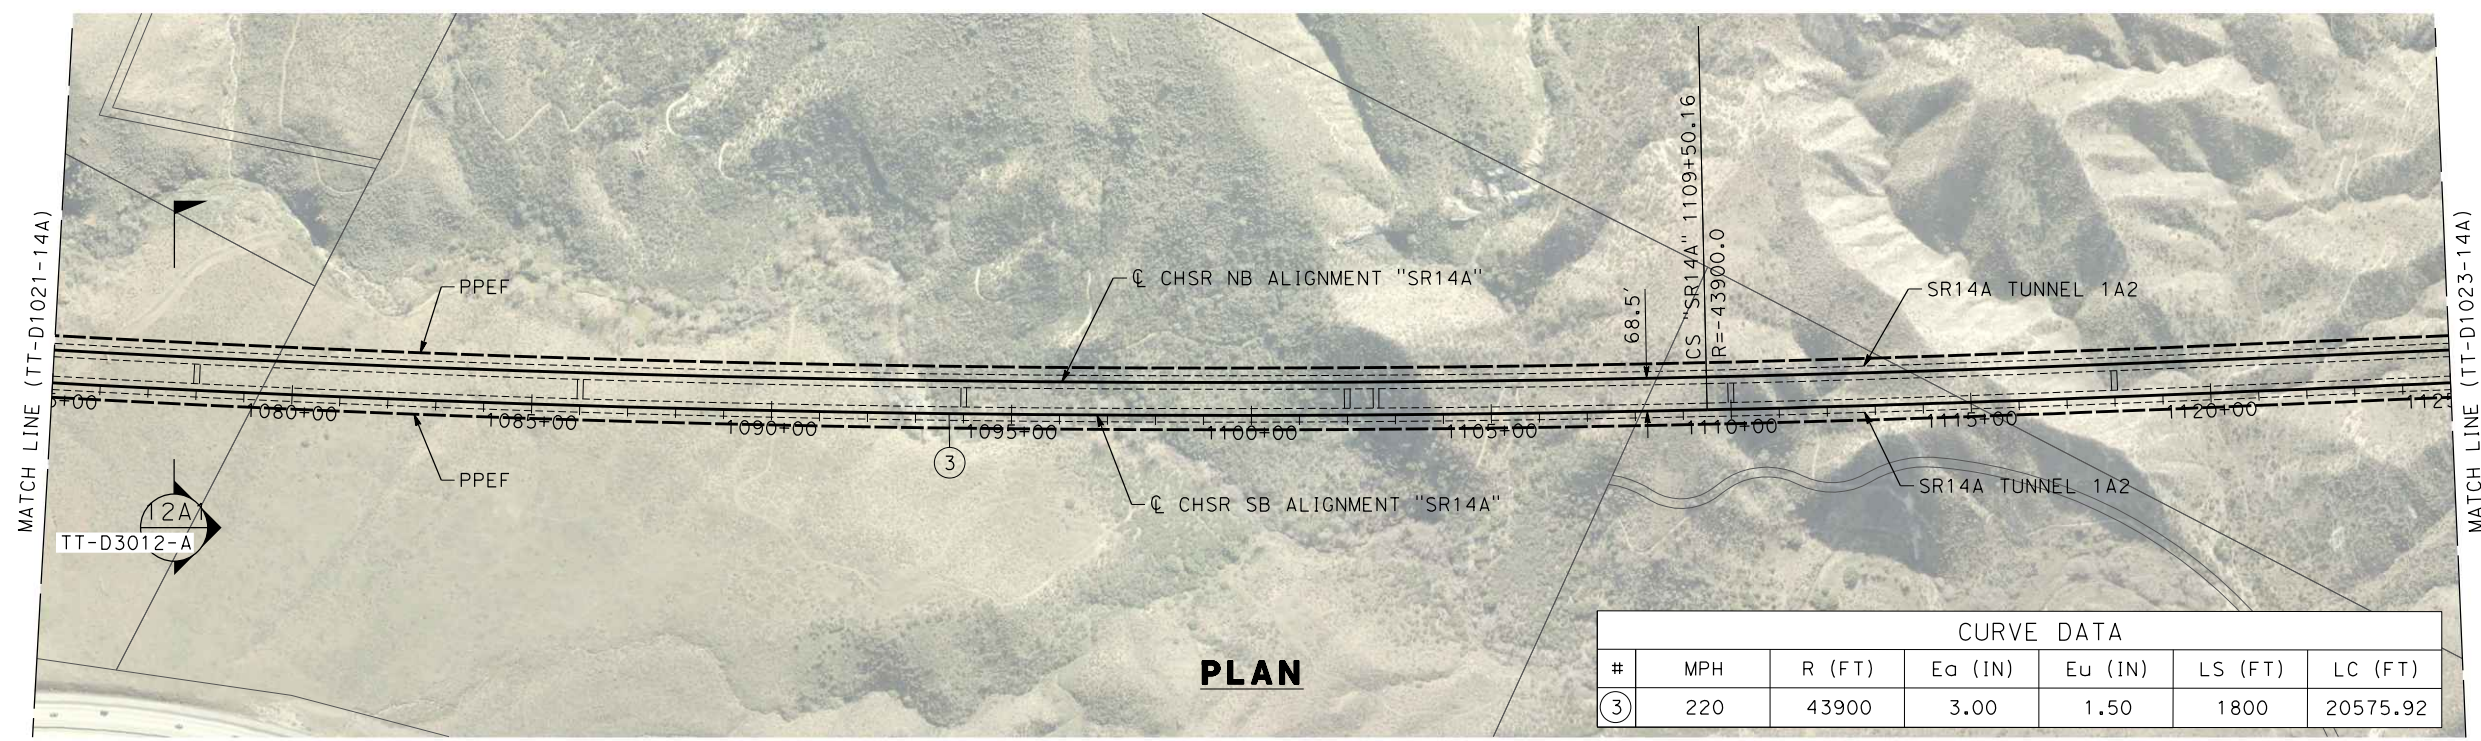 MATCH LINE (TT-D1021-14A)
MATCH LINE (TT-D1023-14A)
CS "SR14A" 1109+50.16
R=-43900.0
68.5'
PPEF
℄ CHSR NB ALIGNMENT "SR14A"
SR14A TUNNEL 1A2
5+00
1080+00
1085+00
1090+00
1095+00
1100+00
1105+00
1110+00
1115+00
1120+00
1125
3
PPEF
℄ CHSR SB ALIGNMENT "SR14A"
SR14A TUNNEL 1A2
12A1
TT-D3012-A
PLAN
CURVE DATA
# MPH R (FT) Ea (IN) Eu (IN) LS (FT) LC (FT)
3 220 43900 3.00 1.50 1800 20575.92